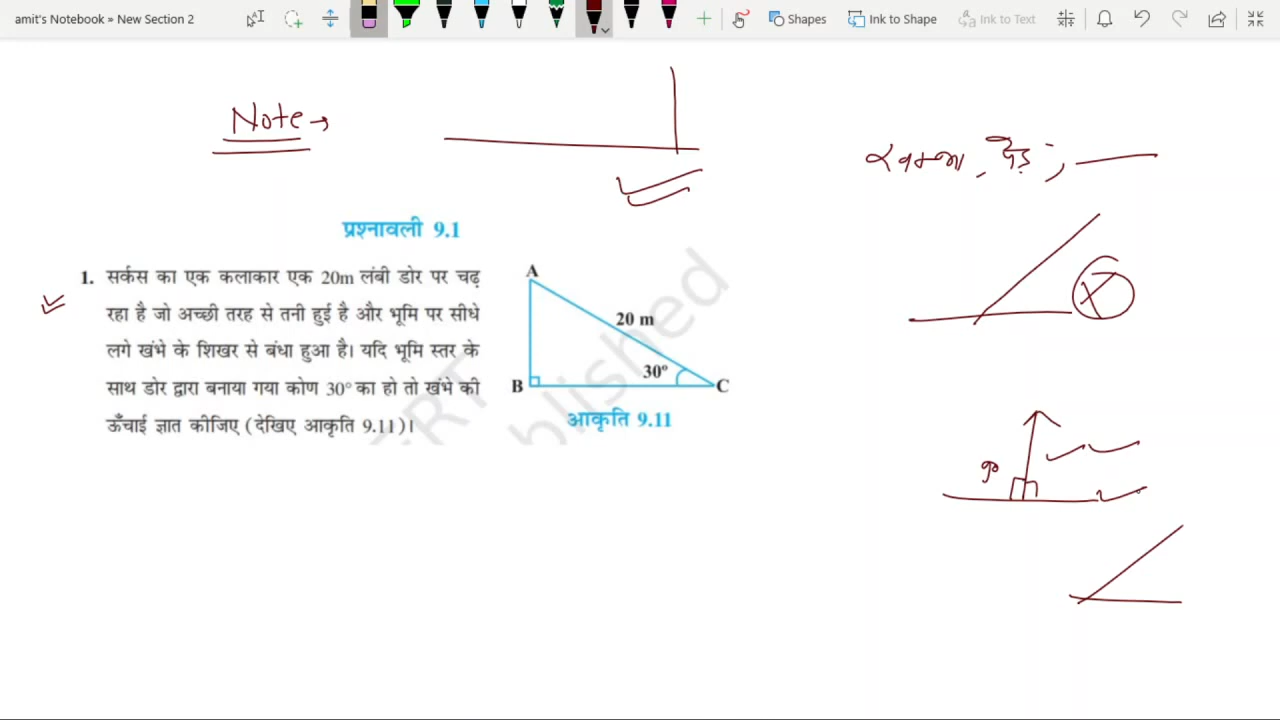 amit's Notebook » New Section 2
Shapes
Ink to Shape
Ink to Text
Note →
प्रश्नावली 9.1
1. सर्कस का एक कलाकार एक 20m लंबी डोर पर चढ़
रहा है जो अच्छी तरह से तनी हुई है और भूमि पर सीधे
लगे खंभे के शिखर से बंधा हुआ है। यदि भूमि स्तर के
साथ डोर द्वारा बनाया गया कोण 30° का हो तो खंभे की
ऊँचाई ज्ञात कीजिए (देखिए आकृति 9.11)।
A
20 m
30°
B
C
आकृति 9.11
blished